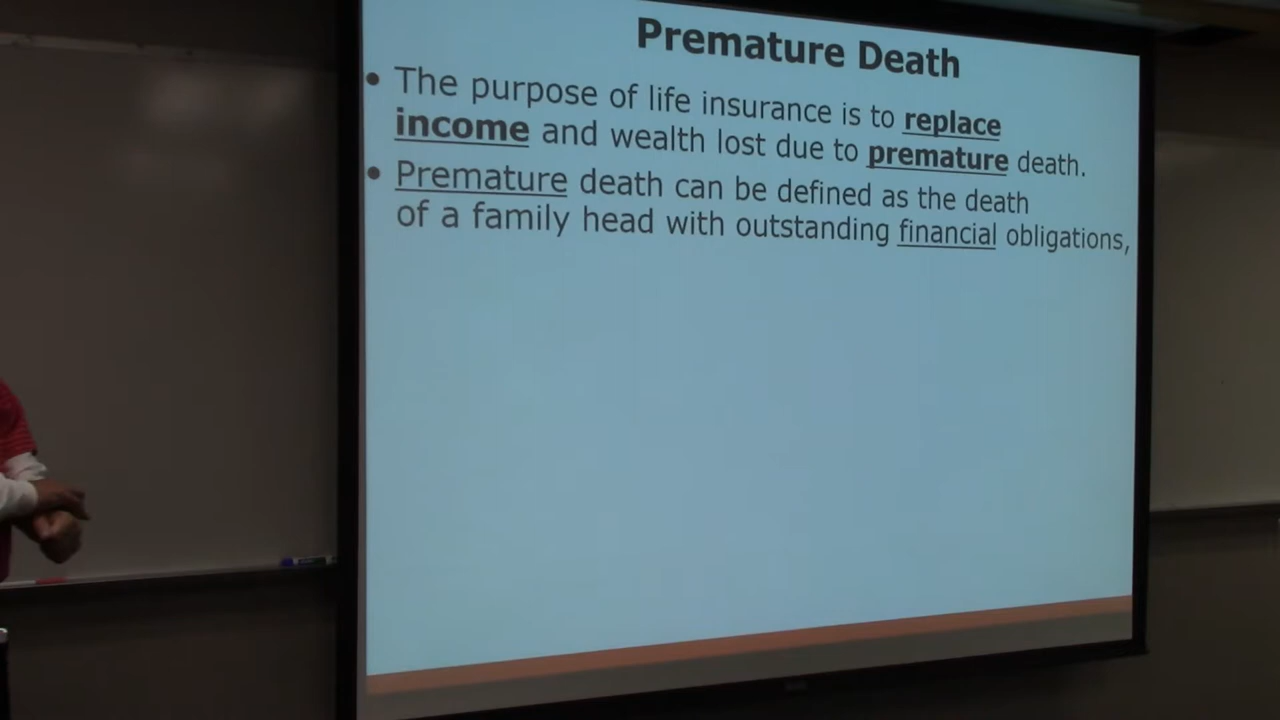 Premature Death
• The purpose of life insurance is to replace
income and wealth lost due to premature death.
• Premature death can be defined as the death
of a family head with outstanding financial obligations,